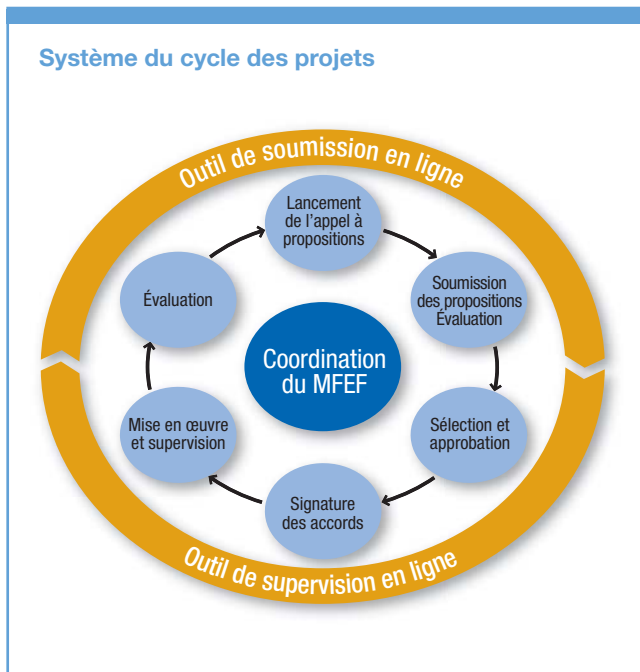 Système du cycle des projets
Outil de soumission en ligne
Lancement
de l'appel à
propositions
Soumission
des propositions
Évaluation
Sélection et
approbation
Signature
des accords
Mise en œuvre
et supervision
Évaluation
Coordination
du MFEF
Outil de supervision en ligne